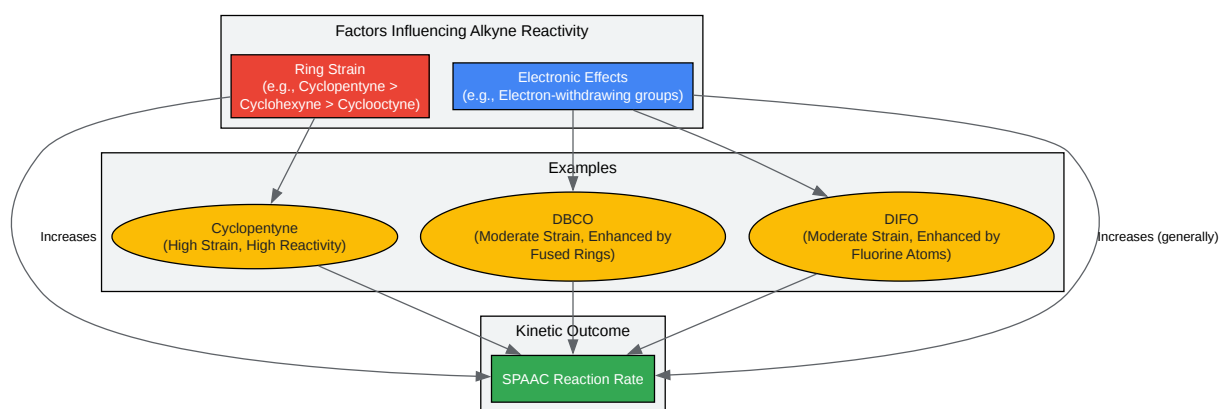 Factors Influencing Alkyne Reactivity
Ring Strain
(e.g., Cyclopentyne >
Cyclohexyne > Cyclooctyne)
Electronic Effects
(e.g., Electron-withdrawing groups)
Examples
Cyclopentyne
(High Strain, High Reactivity)
DBCO
(Moderate Strain, Enhanced by
Fused Rings)
DIFO
(Moderate Strain, Enhanced by
Fluorine Atoms)
Increases
Increases (generally)
Kinetic Outcome
SPAAC Reaction Rate